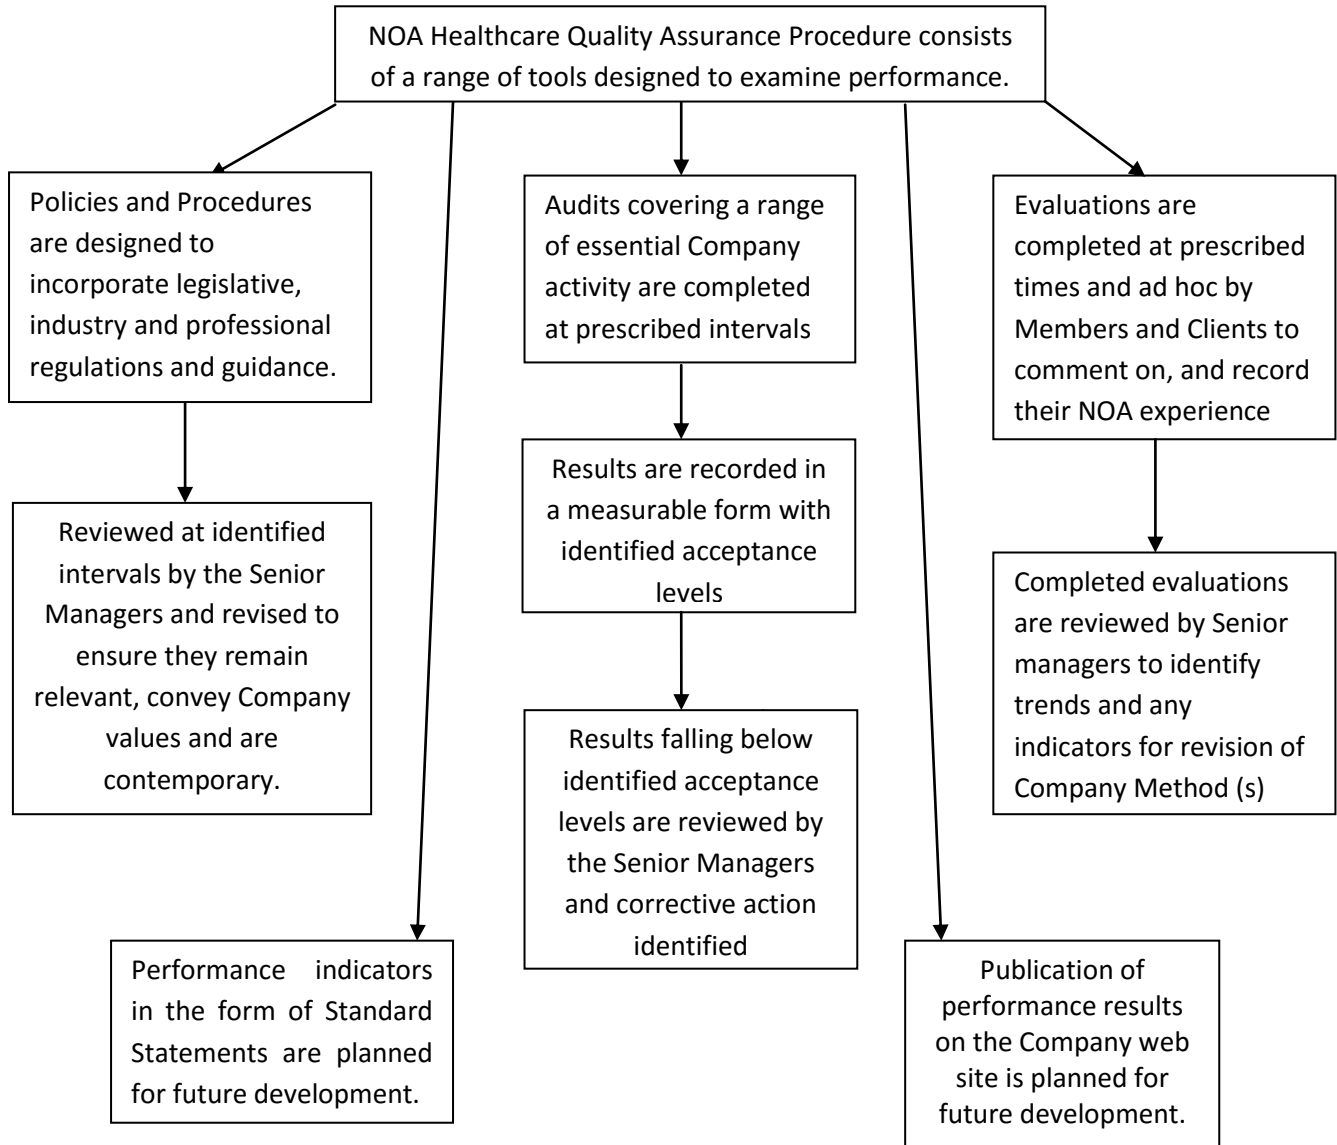 NOA Healthcare Quality Assurance Procedure consists
of a range of tools designed to examine performance.
Policies and Procedures
are designed to
incorporate legislative,
industry and professional
regulations and guidance.
Audits covering a range
of essential Company
activity are completed
at prescribed intervals
Evaluations are
completed at prescribed
times and ad hoc by
Members and Clients to
comment on, and record
their NOA experience
Reviewed at identified
intervals by the Senior
Managers and revised to
ensure they remain
relevant, convey Company
values and are
contemporary.
Results are recorded in
a measurable form with
identified acceptance
levels
Completed evaluations
are reviewed by Senior
managers to identify
trends and any
indicators for revision of
Company Method (s)
Results falling below
identified acceptance
levels are reviewed by
the Senior Managers
and corrective action
identified
Performance indicators
in the form of Standard
Statements are planned
for future development.
Publication of
performance results
on the Company web
site is planned for
future development.